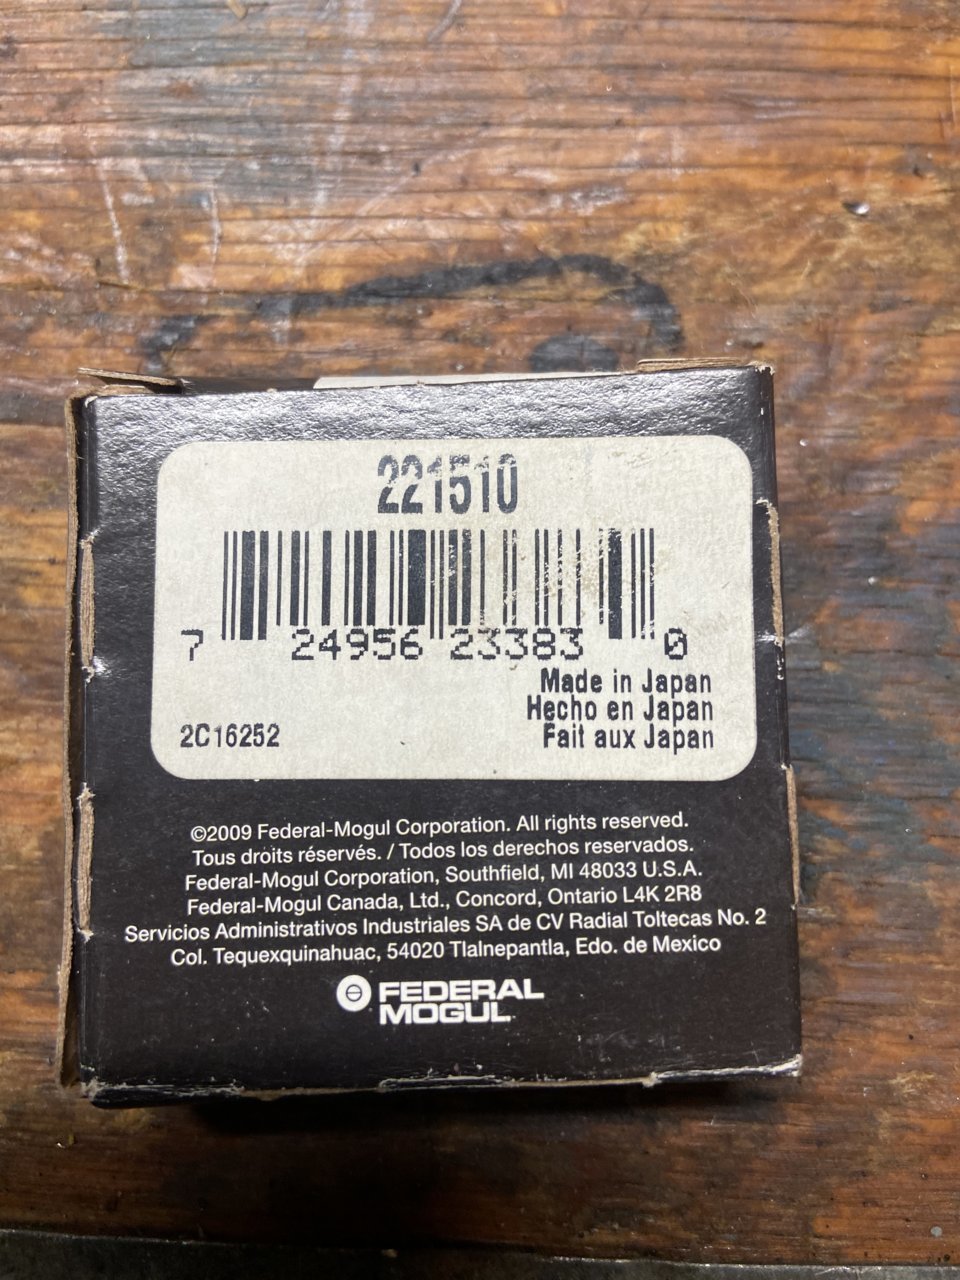 221510
7 24956 23383 0
Made in Japan
Hecho en Japan
2C16252 Fait aux Japan
©2009 Federal-Mogul Corporation. All rights reserved.
Tous droits réservés. / Todos los derechos reservados.
Federal-Mogul Corporation, Southfield, MI 48033 U.S.A.
Federal-Mogul Canada, Ltd., Concord, Ontario L4K 2R8
Servicios Administrativos Industriales SA de CV Radial Toltecas No. 2
Col. Tequexquinahuac, 54020 Tlalnepantla, Edo. de Mexico
FEDERAL
MOGUL